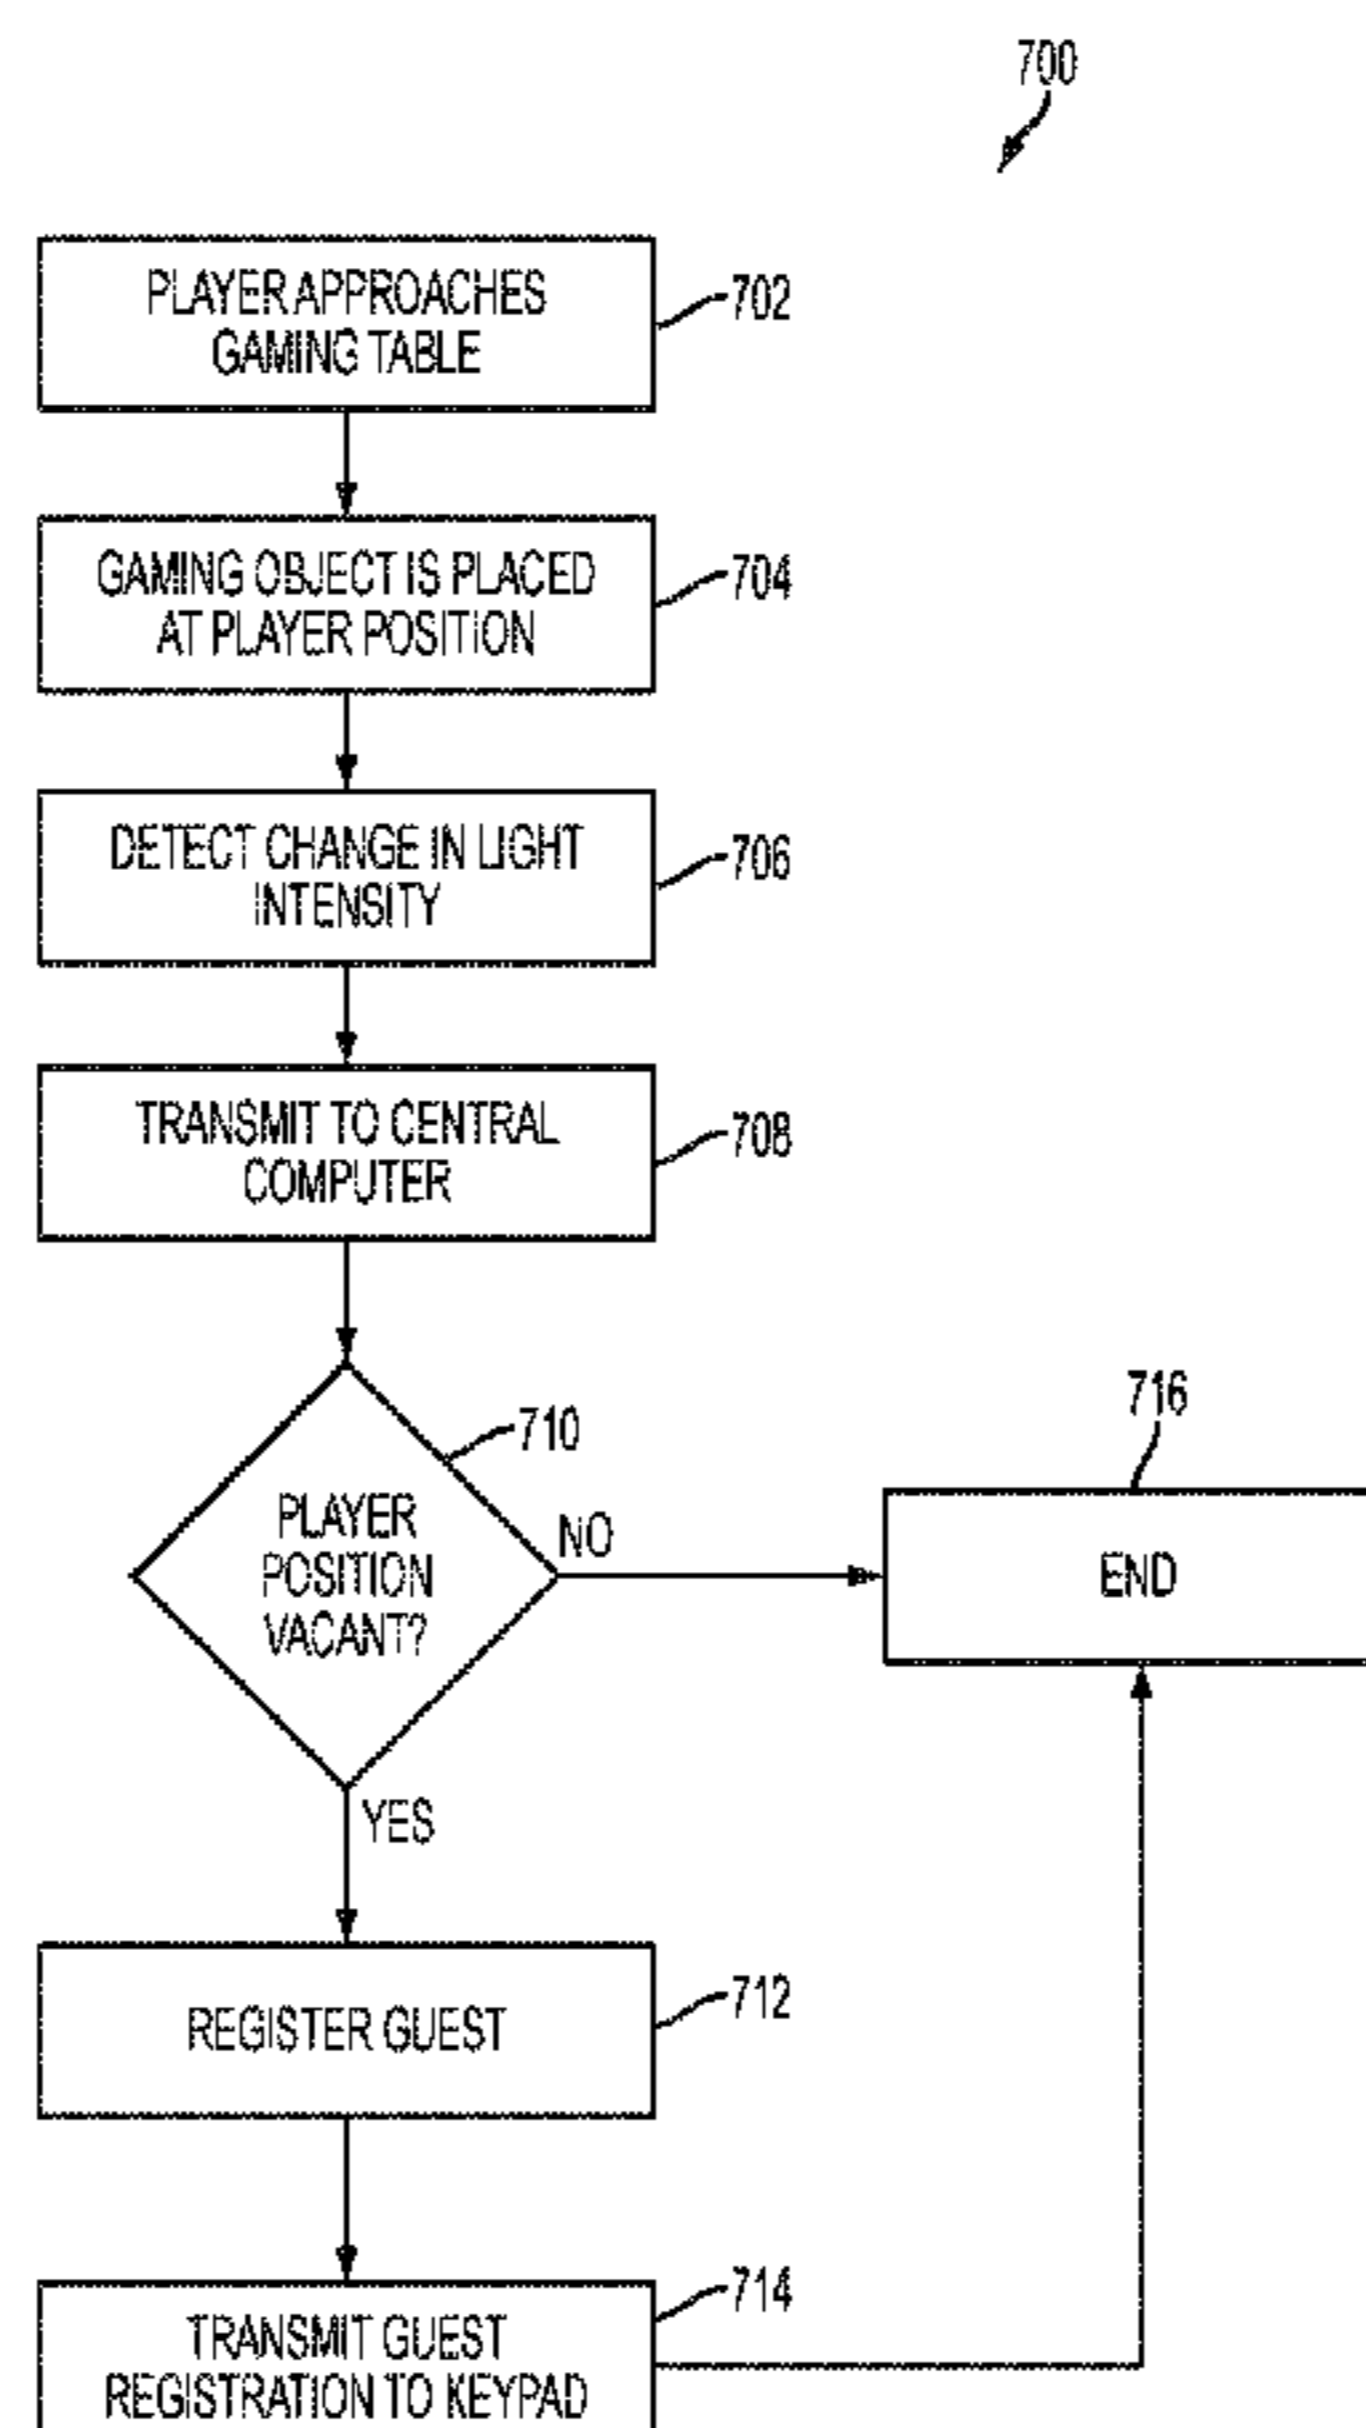 700
PLAYER APPROACHES
GAMING TABLE
702
GAMING OBJECT IS PLACED
AT PLAYER POSITION
704
DETECT CHANGE IN LIGHT
INTENSITY
706
TRANSMIT TO CENTRAL
COMPUTER
708
710
PLAYER
POSITION
VACANT?
NO
716
END
YES
REGISTER GUEST
712
714
TRANSMIT GUEST
REGISTRATION TO KEYPAD